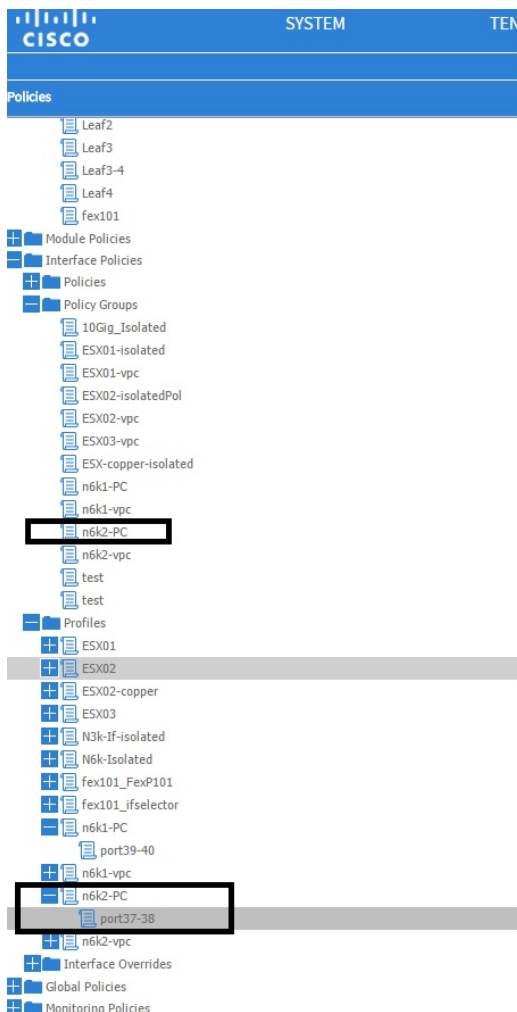 CISCO
SYSTEM
TEN
Policies
Leaf2
Leaf3
Leaf3-4
Leaf4
fex101
Module Policies
Interface Policies
Policies
Policy Groups
10Gig_Isolated
ESX01-isolated
ESX01-vpc
ESX02-isolatedPol
ESX02-vpc
ESX03-vpc
ESX-copper-isolated
n6k1-PC
n6k1-vpc
n6k2-PC
n6k2-vpc
test
test
Profiles
ESX01
ESX02
ESX02-copper
ESX03
N3k-If-isolated
N6k-Isolated
fex101_FexP101
fex101_ifselector
n6k1-PC
port39-40
n6k1-vpc
n6k2-PC
port37-38
n6k2-vpc
Interface Overrides
Global Policies
Monitoring Policies